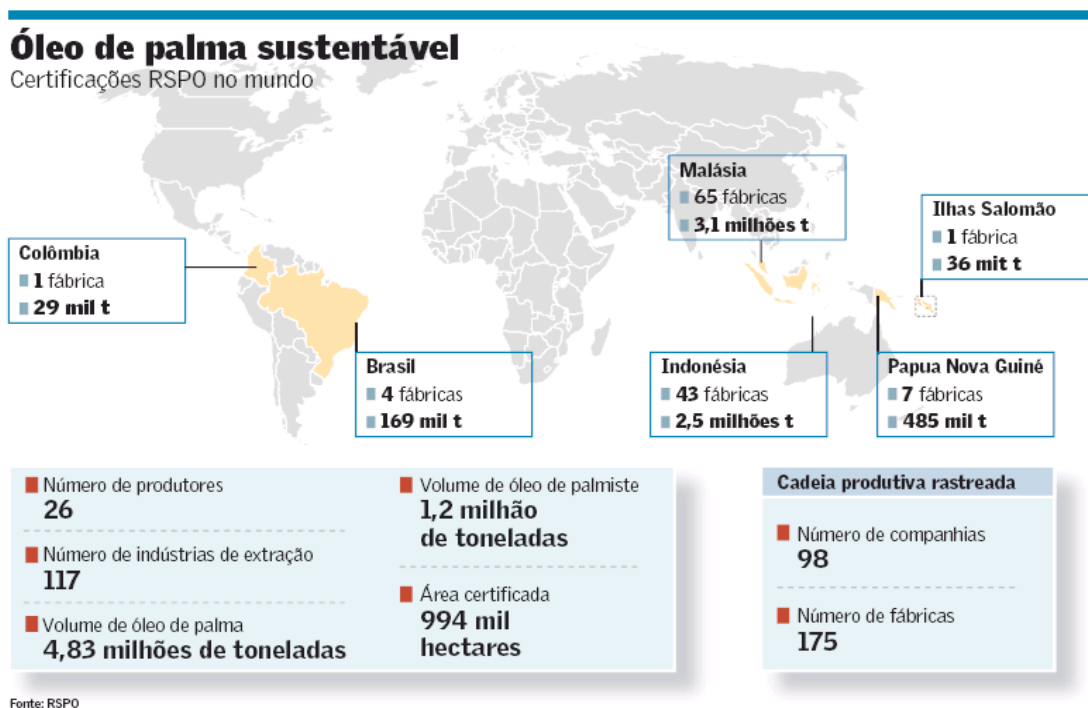 Óleo de palma sustentável
Certificações RSPO no mundo
Malásia
65 fábricas
3,1 milhões t
Ilhas Salomão
1 fábrica
36 mit t
Colômbia
1 fábrica
29 mil t
Brasil
4 fábricas
169 mil t
Indonésia
43 fábricas
2,5 milhões t
Papua Nova Guiné
7 fábricas
485 mil t
Número de produtores
26
Número de indústrias de extração
117
Volume de óleo de palma
4,83 milhões de toneladas
Volume de óleo de palmiste
1,2 milhão
de toneladas
Área certificada
994 mil
hectares
Cadeia produtiva rastreada
Número de companhias
98
Número de fábricas
175
Fonte: RSPO